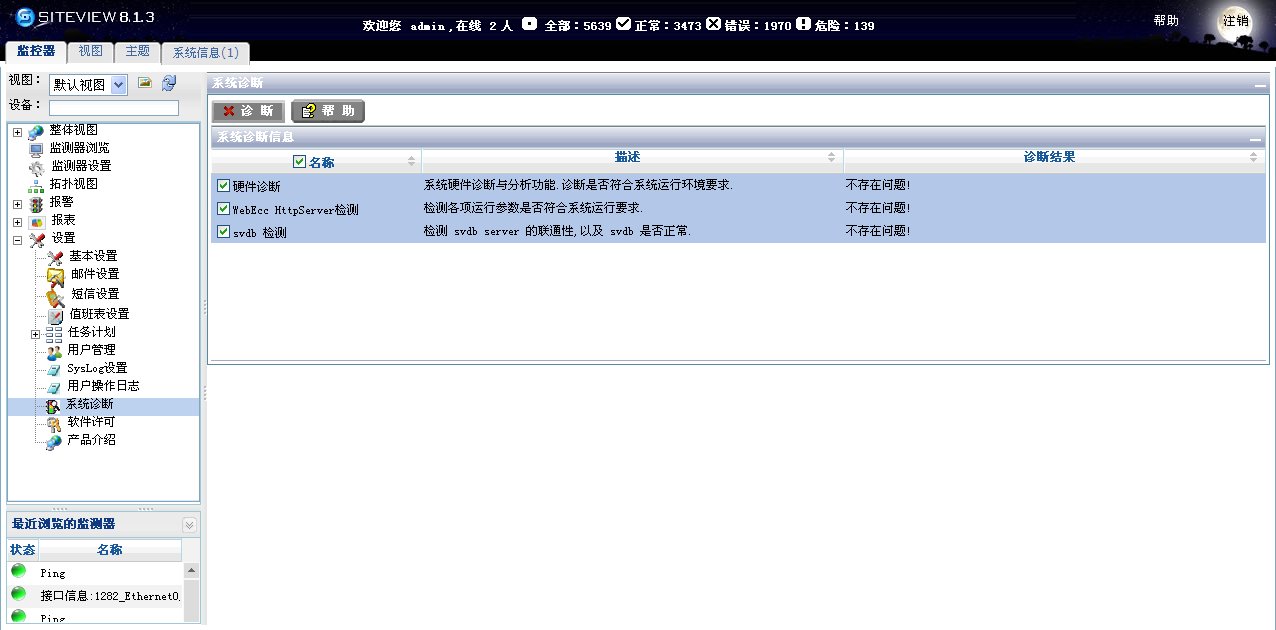 SITEVIEW 8.1.3
欢迎您 admin,在线 2 人 全部:5639 正常:3473 错误:1970 危险:139
帮助 注销
监控器 视图 主题 系统信息(1)
视图: 默认视图
设备:
整体视图
监测器浏览
监测器设置
拓扑视图
报警
报表
设置
基本设置
邮件设置
短信设置
值班表设置
任务计划
用户管理
SysLog设置
用户操作日志
系统诊断
软件许可
产品介绍
最近浏览的监测器
状态 名称
Ping
接口信息:1282_Ethernet0,
Ping
系统诊断
诊 断 帮 助
系统诊断信息
名称 描述 诊断结果
硬件诊断 系统硬件诊断与分析功能.诊断是否符合系统运行环境要求. 不存在问题!
WebEcc HttpServer检测 检测各项运行参数是否符合系统运行要求. 不存在问题!
svdb 检测 检测 svdb server 的联通性,以及 svdb 是否正常. 不存在问题!